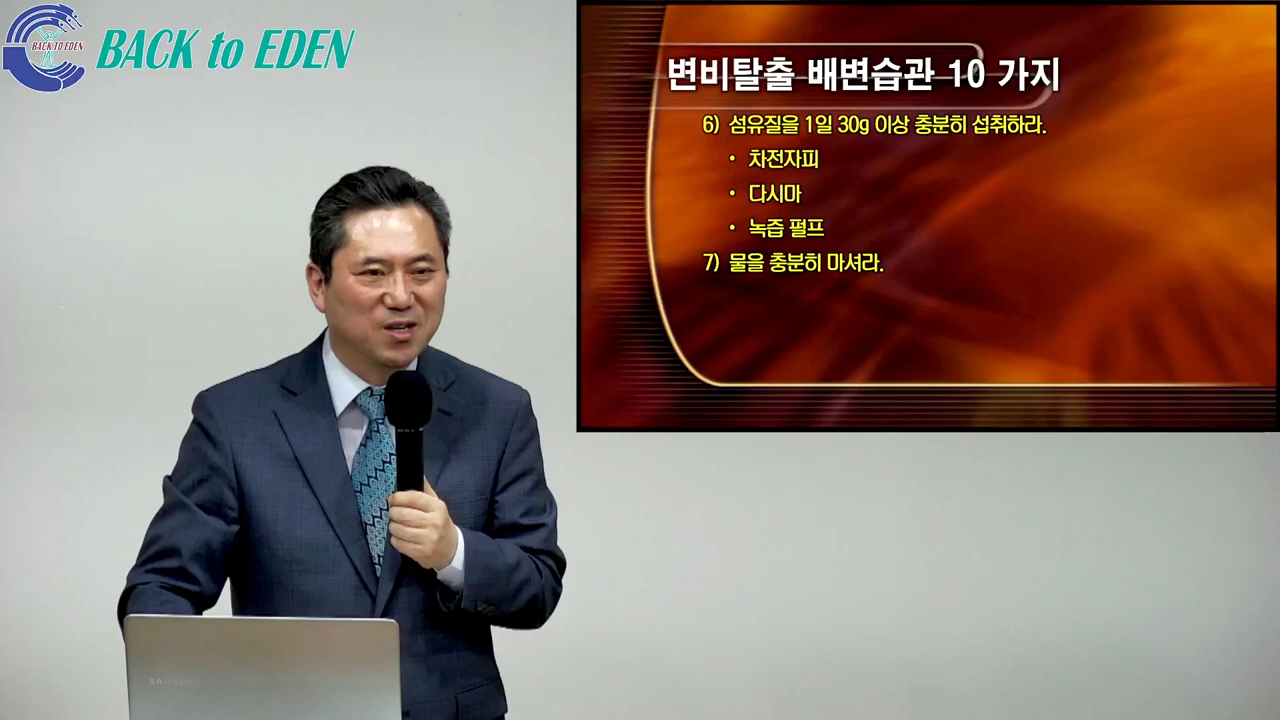 BACK TO EDEN
BACK to EDEN
변비탈출 배변습관 10 가지
6) 섬유질을 1일 30g 이상 충분히 섭취하라.
• 차전자피
• 다시마
• 녹즙 펄프
7) 물을 충분히 마셔라.
SAMSUNG